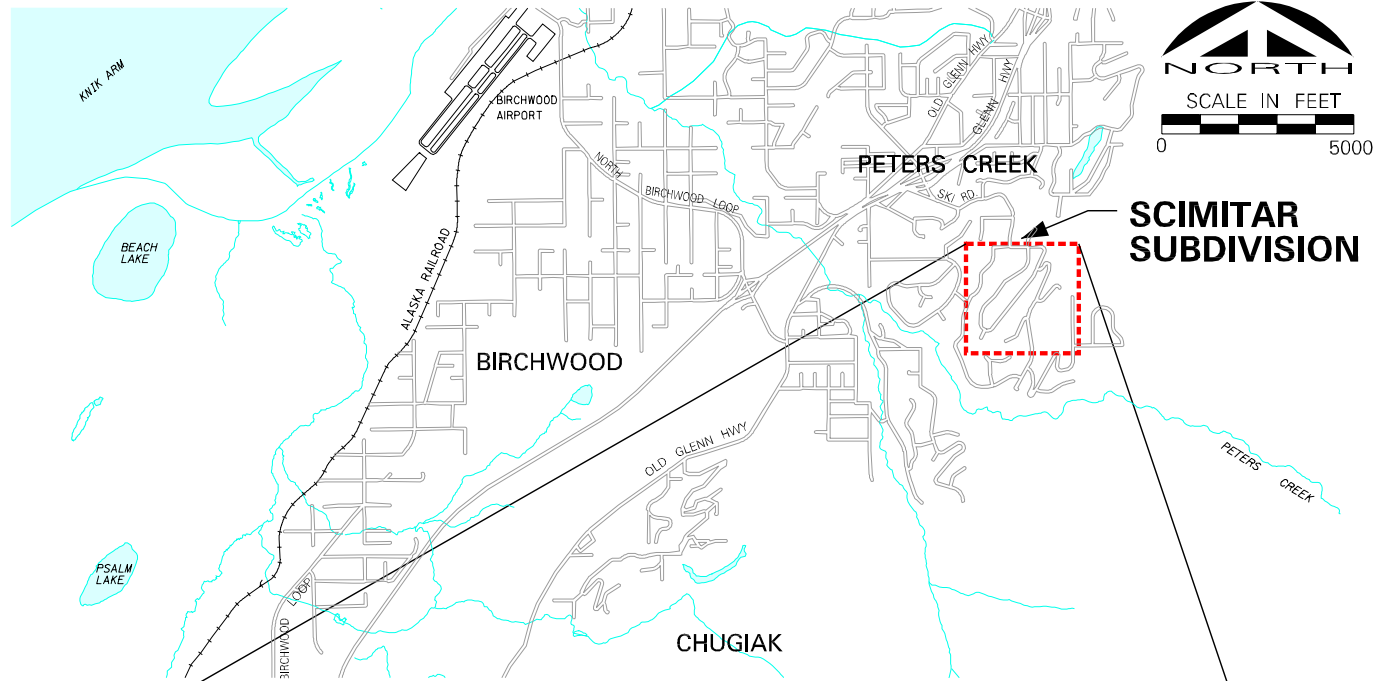 KNIK ARM
NORTH
SCALE IN FEET
0 5000
BIRCHWOOD
AIRPORT
OLD GLENN HWY
GLENN HWY
PETERS CREEK
NORTH BIRCHWOOD LOOP
SKI RD.
SCIMITAR
SUBDIVISION
BEACH
LAKE
ALASKA RAILROAD
BIRCHWOOD
OLD GLENN HWY
PETERS CREEK
PSALM
LAKE
BIRCHWOOD LOOP
CHUGIAK